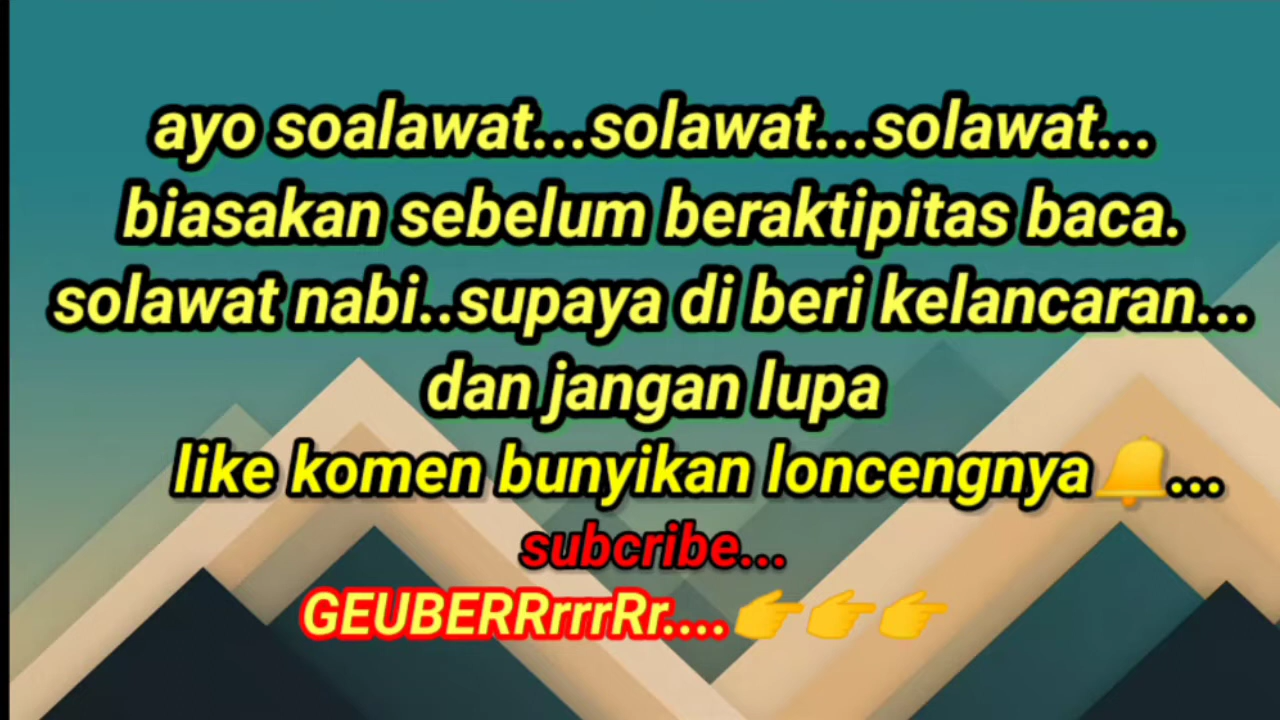 ayo soalawat...solawat...solawat...
biasakan sebelum beraktipitas baca.
solawat nabi..supaya di beri kelancaran...
dan jangan lupa
like komen bunyikan loncengnya🔔...
subcribe...
GEUBERRrrrRr....👉👉👉